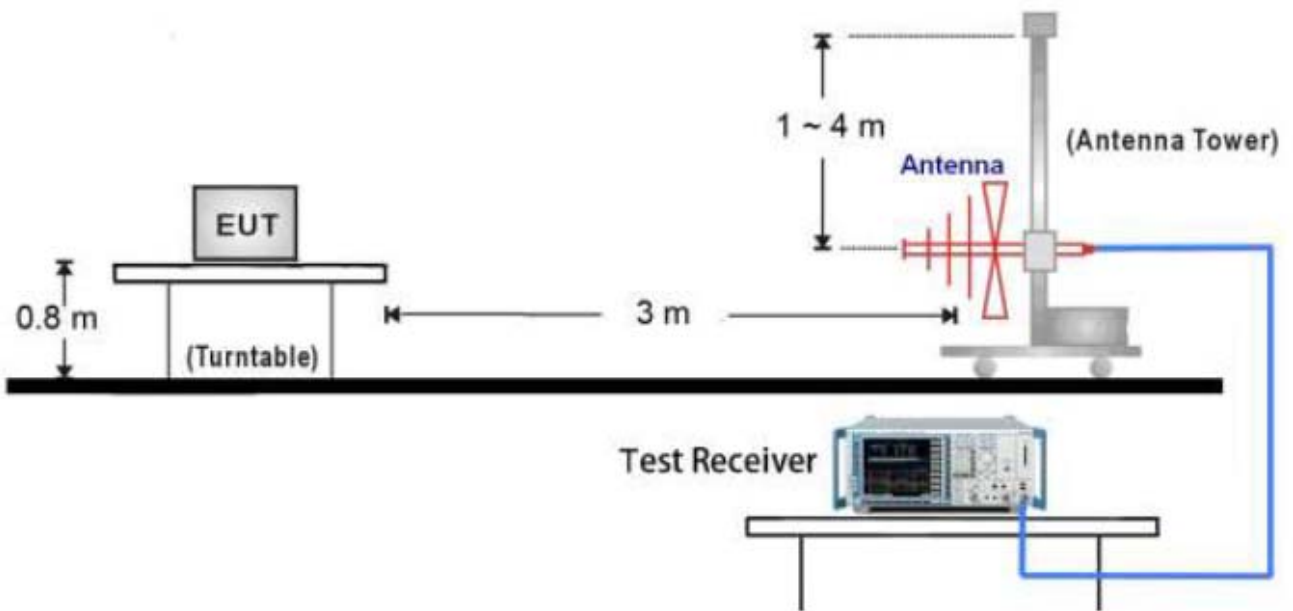 1 ~ 4 m
(Antenna Tower)
Antenna
EUT
0.8 m
3 m
(Turntable)
Test Receiver